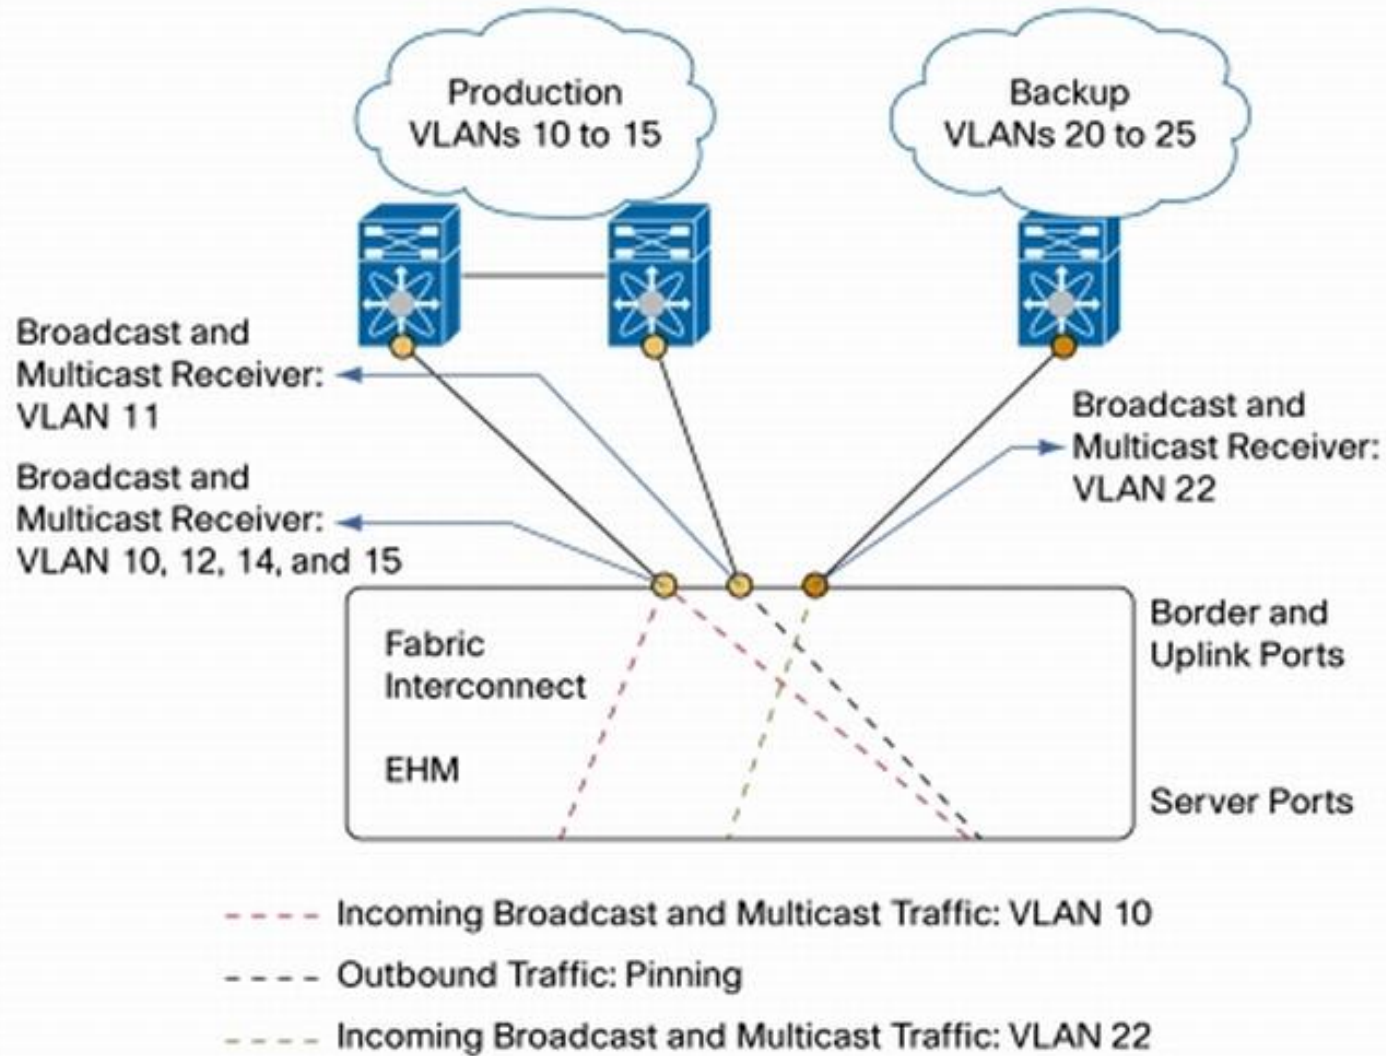 Production
VLANs 10 to 15
Backup
VLANs 20 to 25
Broadcast and
Multicast Receiver:
VLAN 11
Broadcast and
Multicast Receiver:
VLAN 22
Broadcast and
Multicast Receiver:
VLAN 10, 12, 14, and 15
Fabric
Interconnect
EHM
Border and
Uplink Ports
Server Ports
Incoming Broadcast and Multicast Traffic: VLAN 10
Outbound Traffic: Pinning
Incoming Broadcast and Multicast Traffic: VLAN 22